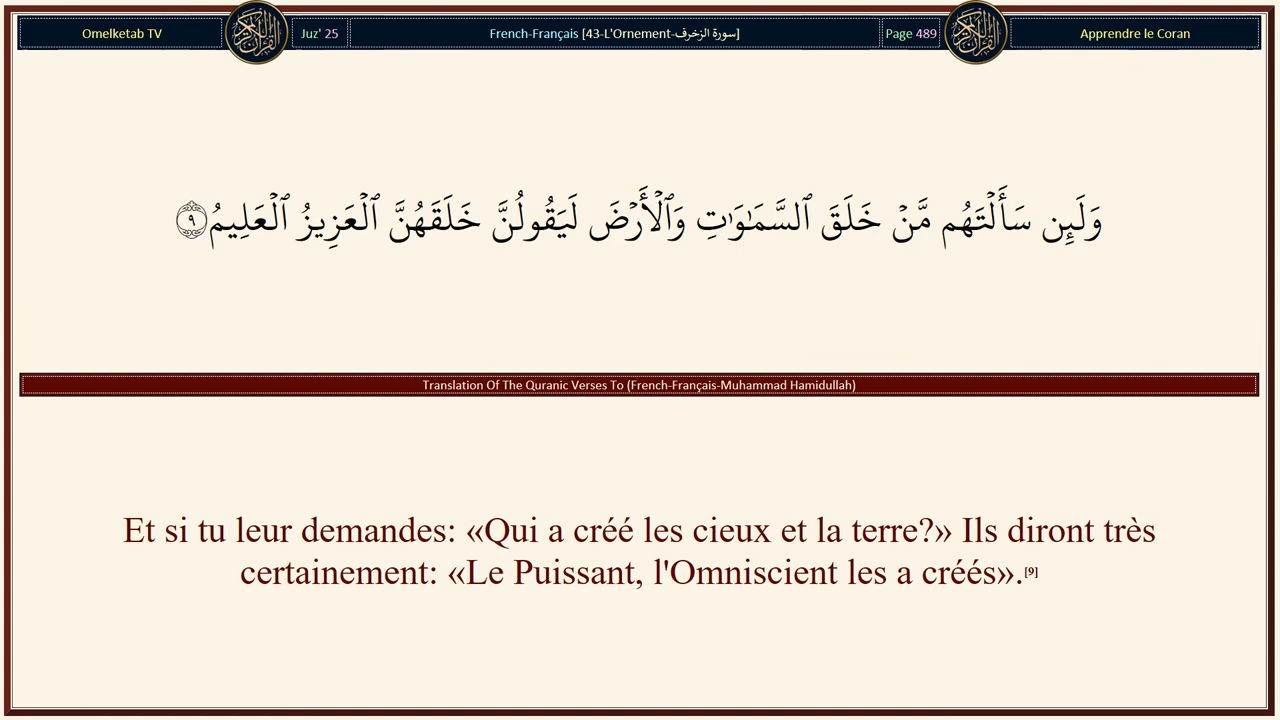 Omelketab TV
Juz' 25
French-Français [43-L'Ornement-سورة الزخرف]
Page 489
Apprendre le Coran
وَلَئِن سَأَلۡتَهُم مَّنۡ خَلَقَ ٱلسَّمَٰوَٰتِ وَٱلۡأَرۡضَ لَيَقُولُنَّ خَلَقَهُنَّ ٱلۡعَزِيزُ ٱلۡعَلِيمُ ٩
Translation Of The Quranic Verses To (French-Français-Muhammad Hamidullah)
Et si tu leur demandes: «Qui a créé les cieux et la terre?» Ils diront très
certainement: «Le Puissant, l'Omniscient les a créés».[9]